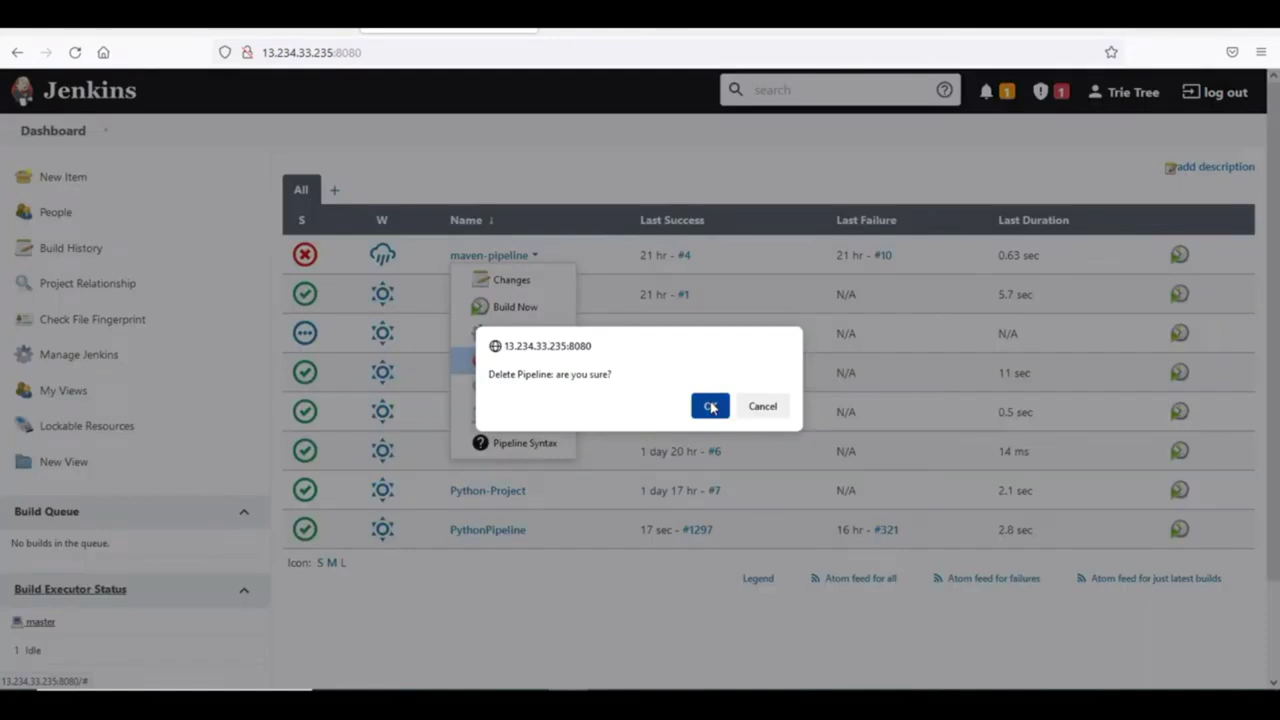 13.234.33.235:8080
Jenkins
search
1
1
Trie Tree
log out
Dashboard
add description
New Item
People
Build History
Project Relationship
Check File Fingerprint
Manage Jenkins
My Views
Lockable Resources
New View
All +
S W Name ↓ Last Success Last Failure Last Duration
maven-pipeline 21 hr - #4 21 hr - #10 0.63 sec
Changes
21 hr - #1 N/A 5.7 sec
Build Now
N/A N/A
13.234.33.235:8080
Delete Pipeline: are you sure?
N/A 11 sec
Cancel
N/A 0.5 sec
Pipeline Syntax
1 day 20 hr - #6 N/A 14 ms
Python-Project 1 day 17 hr - #7 N/A 2.1 sec
PythonPipeline 17 sec - #1297 16 hr - #321 2.8 sec
Icon: S M L
Legend Atom feed for all Atom feed for failures Atom feed for just latest builds
Build Queue
No builds in the queue.
Build Executor Status
master
1 Idle
13.234.33.235:8080/#